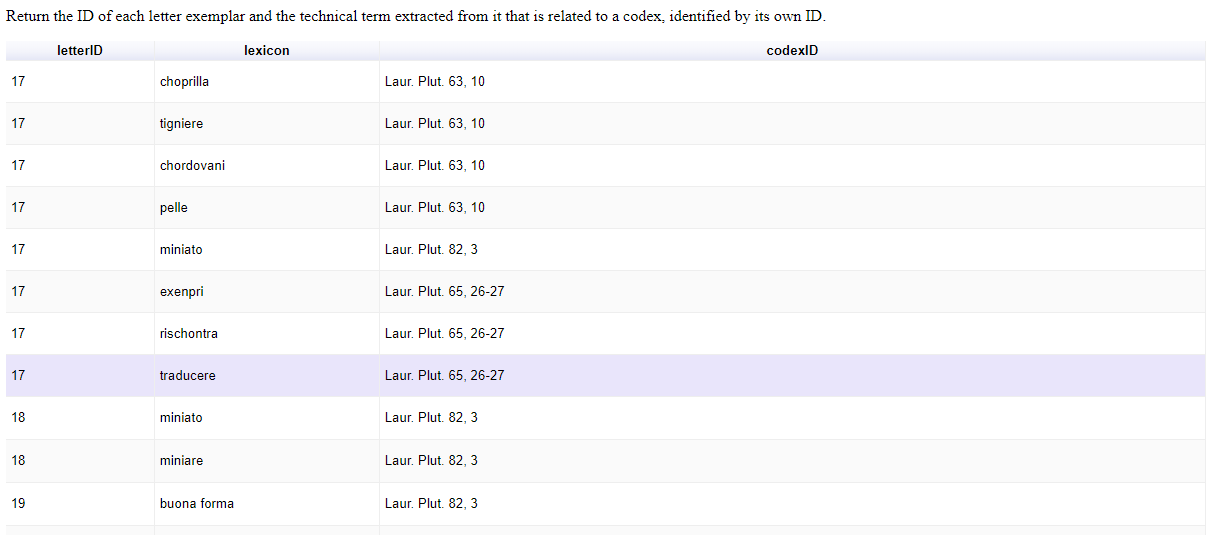 Return the ID of each letter exemplar and the technical term extracted from it that is related to a codex, identified by its own ID.
letterID lexicon codexID
17 choprilla Laur. Plut. 63, 10
17 tigniere Laur. Plut. 63, 10
17 chordovani Laur. Plut. 63, 10
17 pelle Laur. Plut. 63, 10
17 miniato Laur. Plut. 82, 3
17 exenpri Laur. Plut. 65, 26-27
17 rischontra Laur. Plut. 65, 26-27
17 traducere Laur. Plut. 65, 26-27
18 miniato Laur. Plut. 82, 3
18 miniare Laur. Plut. 82, 3
19 buona forma Laur. Plut. 82, 3